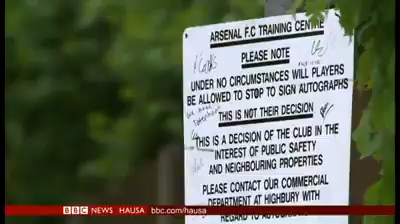 ARSENAL F.C TRAINING CENTRE
PLEASE NOTE
UNDER NO CIRCUMSTANCES WILL PLAYERS
BE ALLOWED TO STOP TO SIGN AUTOGRAPHS
THIS IS NOT THEIR DECISION
THIS IS A DECISION OF THE CLUB IN THE
INTEREST OF PUBLIC SAFETY
AND NEIGHBOURING PROPERTIES
PLEASE CONTACT OUR COMMERCIAL
DEPARTMENT AT HIGHBURY WITH
REGARD TO
BBC NEWS HAUSA bbc.com/hausa